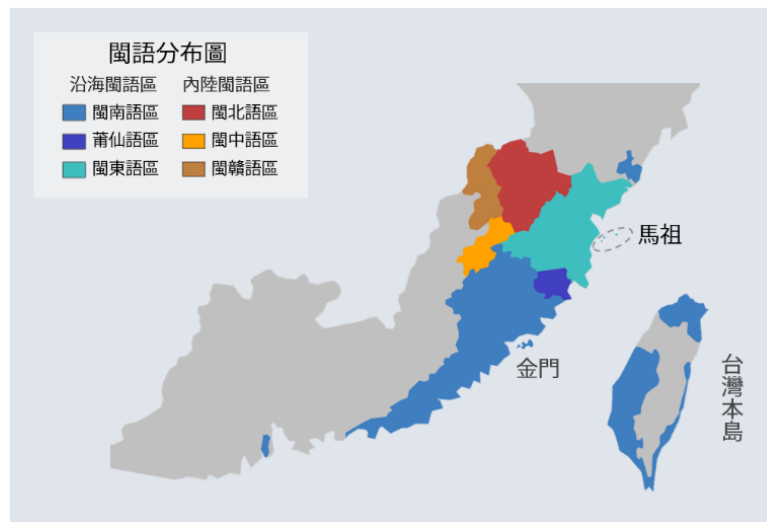 閩語分布圖
沿海閩語區 內陸閩語區
閩南語區 閩北語區
莆仙語區 閩中語區
閩東語區 閩贛語區
馬祖
金門
台灣本島